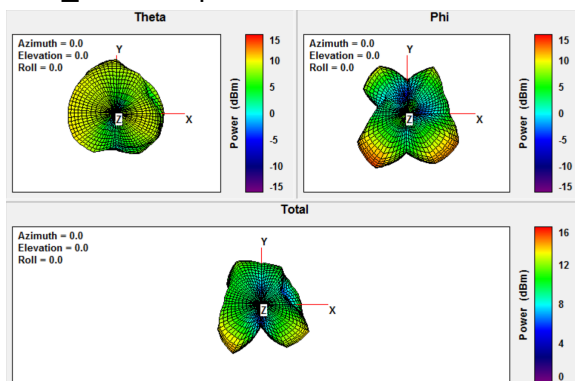 Theta
Azimuth = 0.0
Elevation = 0.0
Roll = 0.0
Y
X
Z
Power (dBm)
15
10
5
0
-5
-10
-15
Phi
Azimuth = 0.0
Elevation = 0.0
Roll = 0.0
Y
X
Z
Power (dBm)
15
10
5
0
-5
-10
-15
Total
Azimuth = 0.0
Elevation = 0.0
Roll = 0.0
Y
X
Z
Power (dBm)
16
12
8
4
0